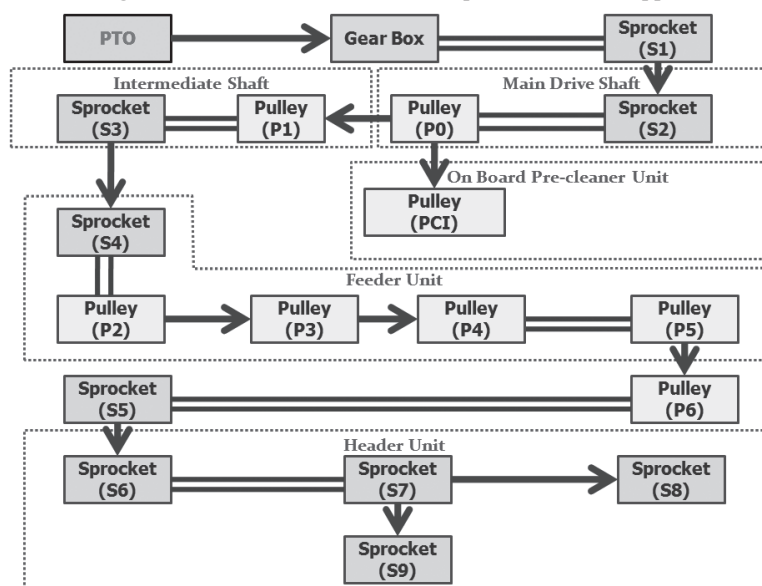 PTO
Gear Box
Sprocket
(S1)
Intermediate Shaft
Main Drive Shaft
Sprocket
(S3)
Pulley
(P1)
Pulley
(P0)
Sprocket
(S2)
On Board Pre-cleaner Unit
Pulley
(PCI)
Sprocket
(S4)
Feeder Unit
Pulley
(P2)
Pulley
(P3)
Pulley
(P4)
Pulley
(P5)
Sprocket
(S5)
Pulley
(P6)
Header Unit
Sprocket
(S6)
Sprocket
(S7)
Sprocket
(S8)
Sprocket
(S9)